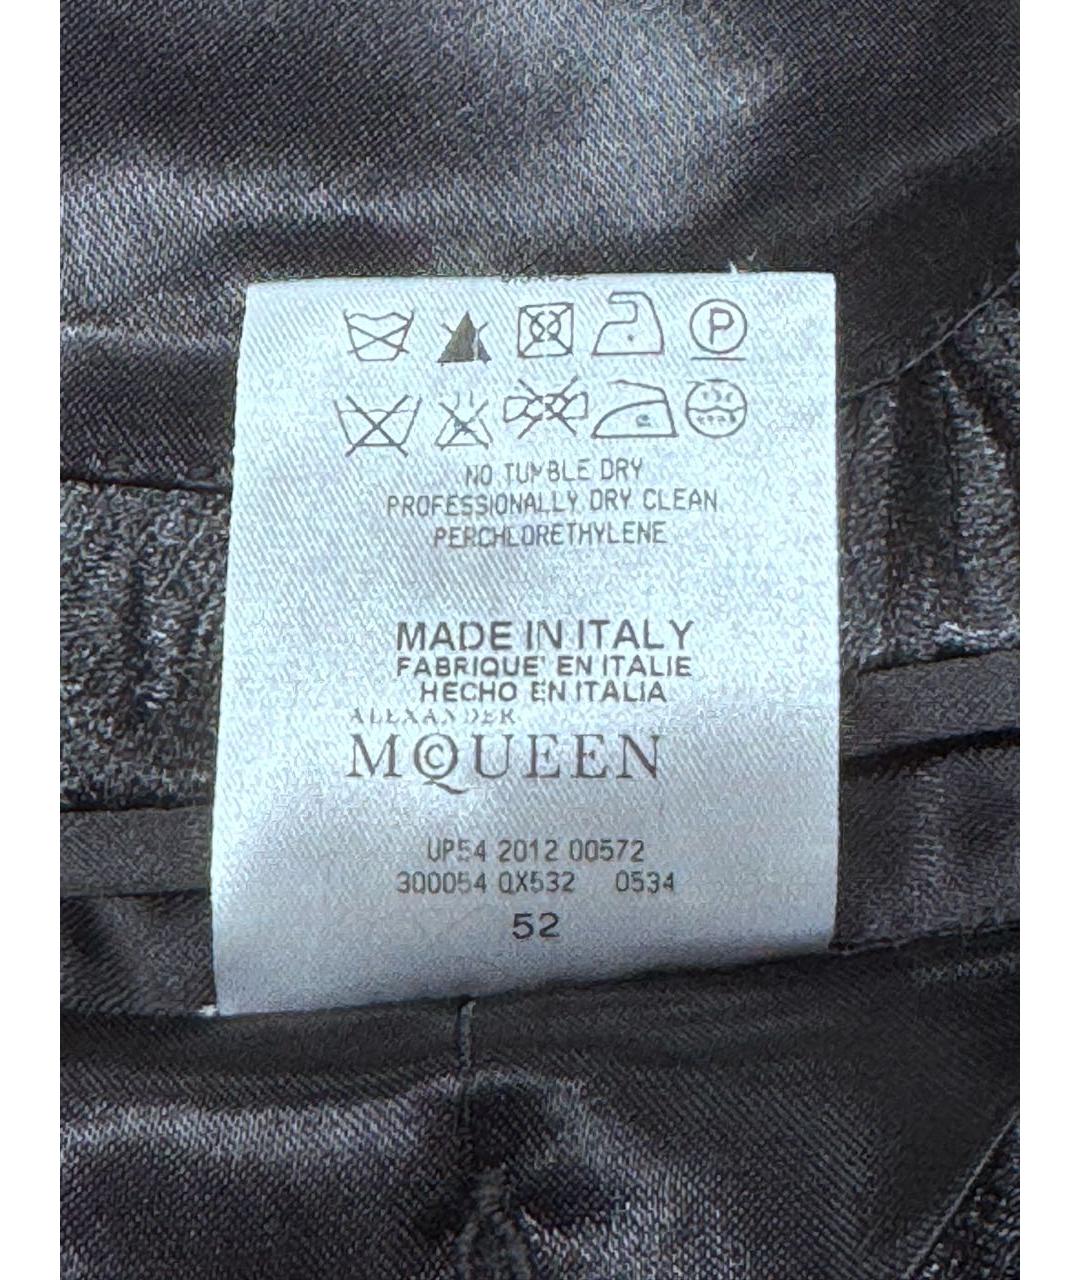 P
NO TUMBLE DRY
PROFESSIONALLY DRY CLEAN
PERCHLORETHYLENE
MADE IN ITALY
FABRIQUE' EN ITALIE
HECHO EN ITALIA
ALEXANDER
MCQUEEN
UP54 2012 00572
300054 QX532 0534
52